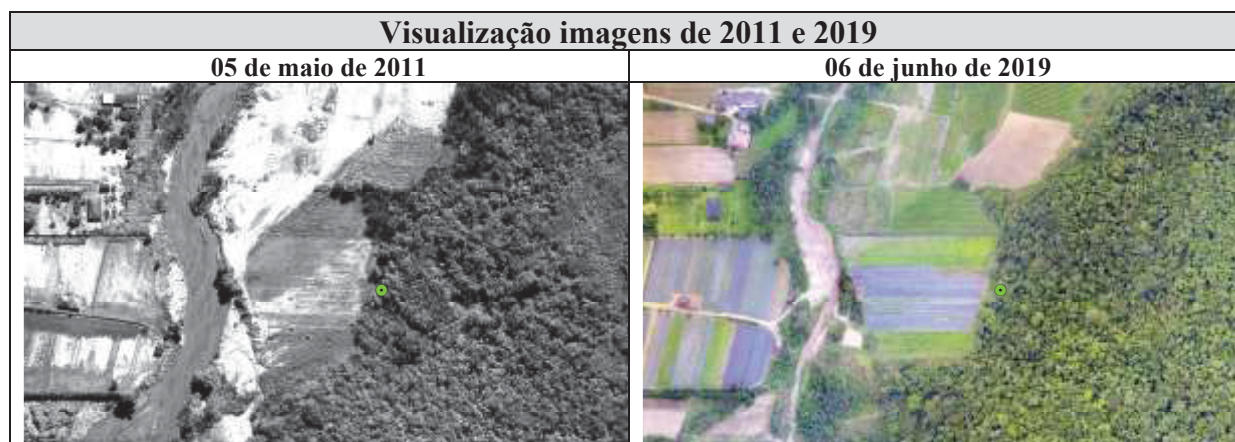 Visualização imagens de 2011 e 2019
05 de maio de 2011
06 de junho de 2019